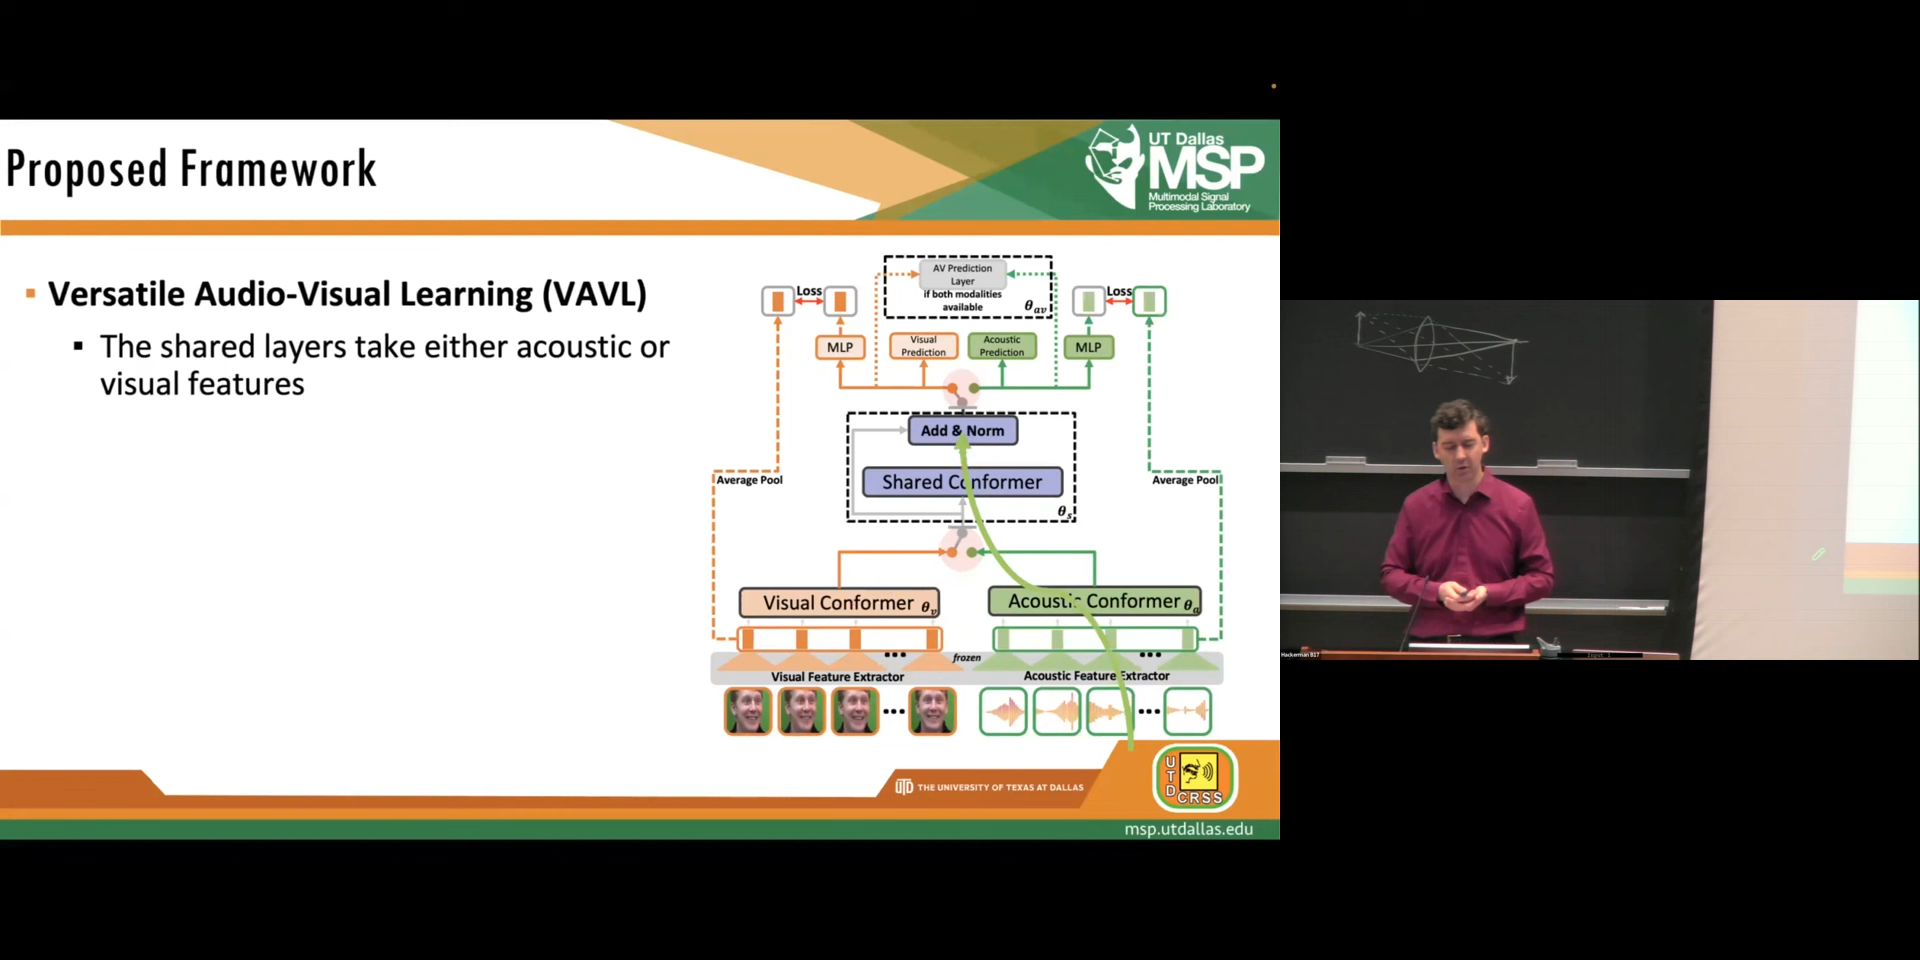 Proposed Framework
UT Dallas
MSP
Multimodal Signal
Processing Laboratory
▪ Versatile Audio-Visual Learning (VAVL)
▪ The shared layers take either acoustic or
visual features
AV Prediction
Layer
if both modalities
available
θav
Loss
Loss
MLP
Visual
Prediction
Acoustic
Prediction
MLP
Add & Norm
Shared Conformer
θs
Average Pool
Average Pool
Visual Conformer θv
Acoustic Conformer θa
...
frozen
...
Visual Feature Extractor
Acoustic Feature Extractor
...
...
UTD THE UNIVERSITY OF TEXAS AT DALLAS
UTD
CRSS
msp.utdallas.edu
Hackerman B17